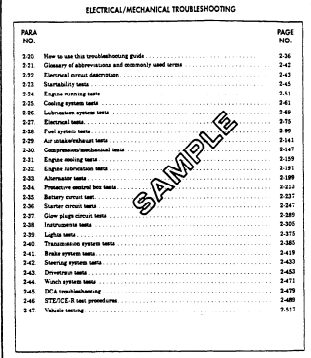 ELECTRICAL/MECHANICAL TROUBLESHOOTING
PARA NO. PAGE NO.
2-20. How to use this troubleshooting guide 2-36
2-21. Glossary of abbreviations and commonly used terms 2-42
2-22 Electrical circuit description 2-43
2-23. Startability tests 2-45
2-24. Engine running tests 2-51
2-25. Cooling system tests 2-61
2-26. Lubrication system tests 2-69
2-27. Electrical tests 2-75
2-28 Fuel system tests 2-99
2-29 Air intake/exhaust tests 2-141
2-30. Compression/mechanical tests 2-147
2-31. Engine cooling tests 2-159
2-32. Engine lubrication tests 2-191
2-33 Alternator tests 2-199
2-34. Protective control box tests 2-213
2-35 Battery circuit test 2-237
2-36 Starter circuit tests 2-247
2-37 Glow plugs circuit tests 2-289
2-38 Instruments tests 2-305
2-39. Lights tests 2-375
2-40. Transmission system tests 2-385
2-41. Brake system tests 2-419
2-42. Steering system tests 2-433
2-43. Drivetrain tests 2-453
2-44. Winch system tests 2-471
2-45 DCA troubleshooting 2-479
2-46 STE/ICE-R test procedures 2-489
2-47. Vehicle testing 2-517
SAMPLE